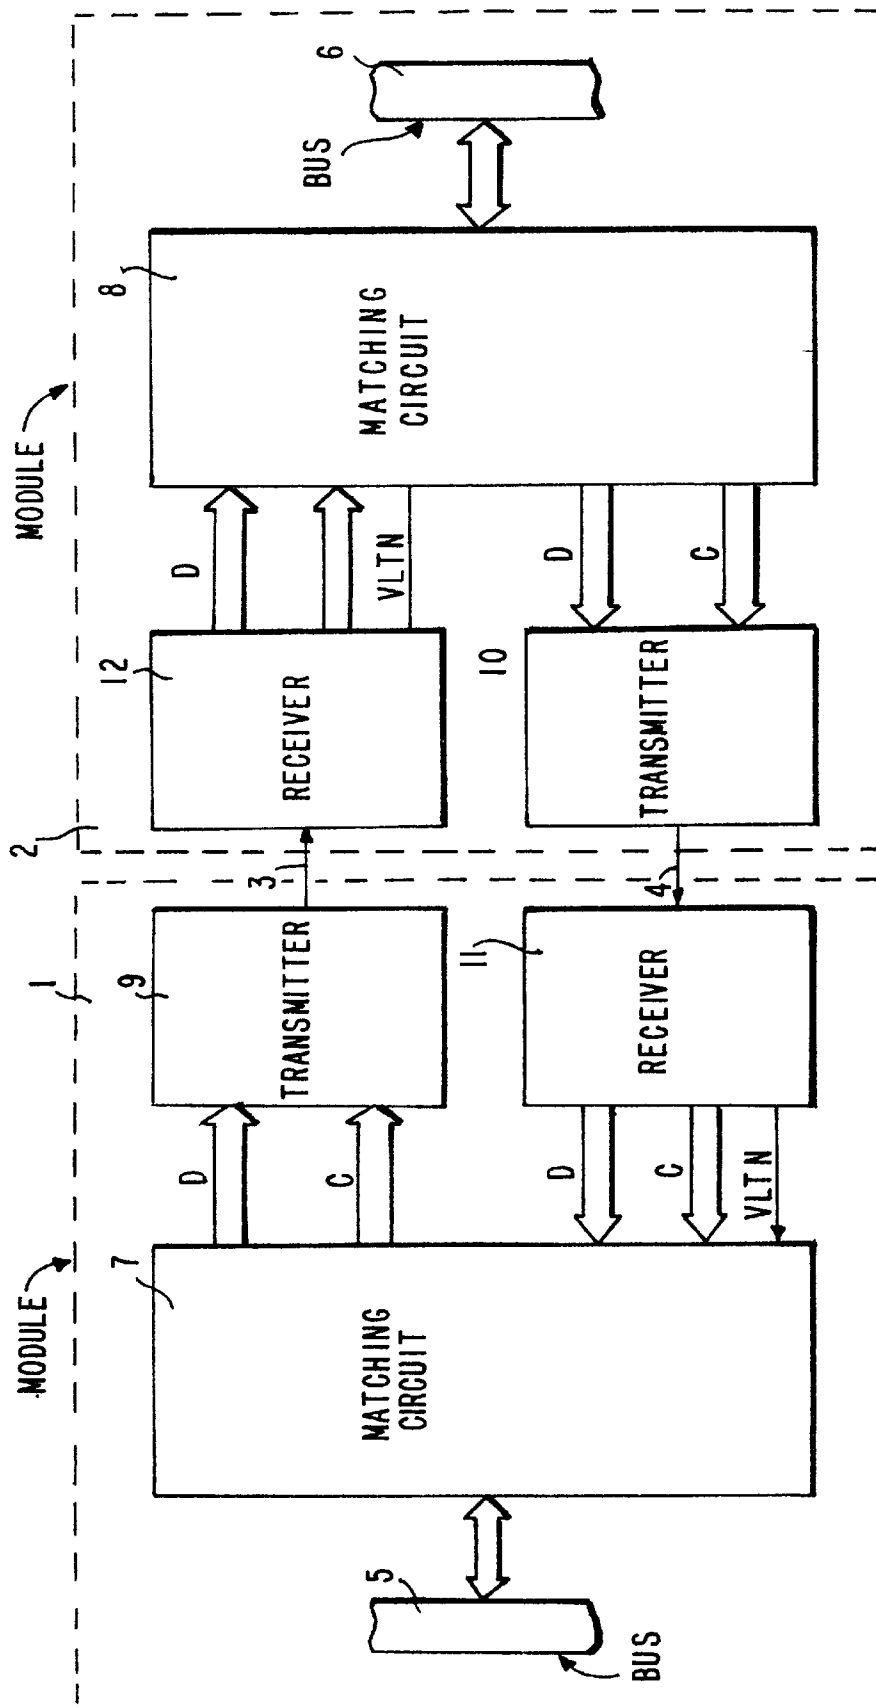 MODULE
MODULE
1
2
7
9
12
8
D
TRANSMITTER
3
RECEIVER
D
C
VLTN
BUS
5
MATCHING
CIRCUIT
MATCHING
CIRCUIT
6
BUS
11
10
D
RECEIVER
4
TRANSMITTER
D
C
C
VLTN